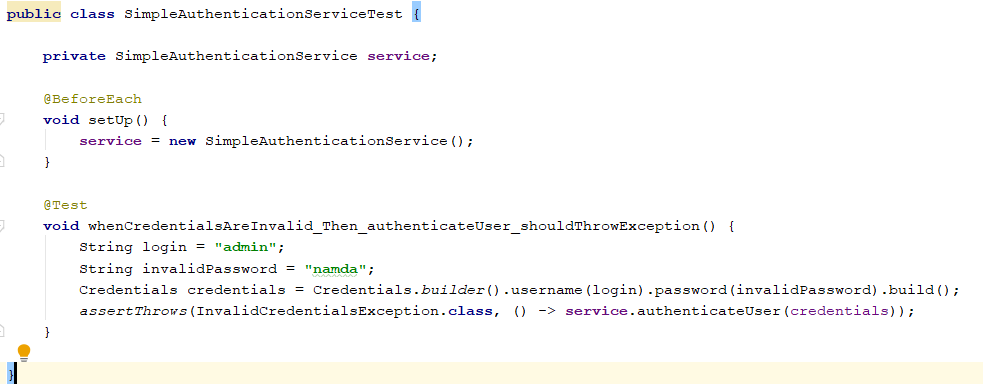 public class SimpleAuthenticationServiceTest {
private SimpleAuthenticationService service;
@BeforeEach
void setUp() {
service = new SimpleAuthenticationService();
}
@Test
void whenCredentialsAreInvalid_Then_authenticateUser_shouldThrowException() {
String login = "admin";
String invalidPassword = "namda";
Credentials credentials = Credentials.builder().username(login).password(invalidPassword).build();
assertThrows(InvalidCredentialsException.class, () -> service.authenticateUser(credentials));
}
}